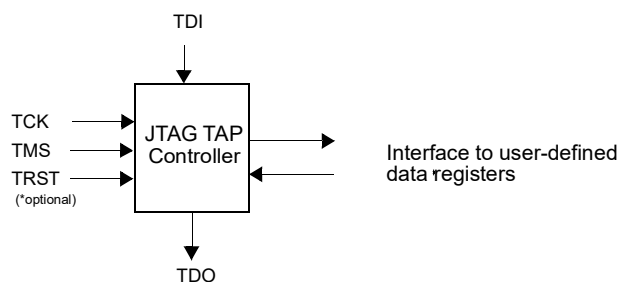 TDI
TCK
TMS
TRST
(*optional)
JTAG TAP
Controller
Interface to user-defined
data registers
TDO